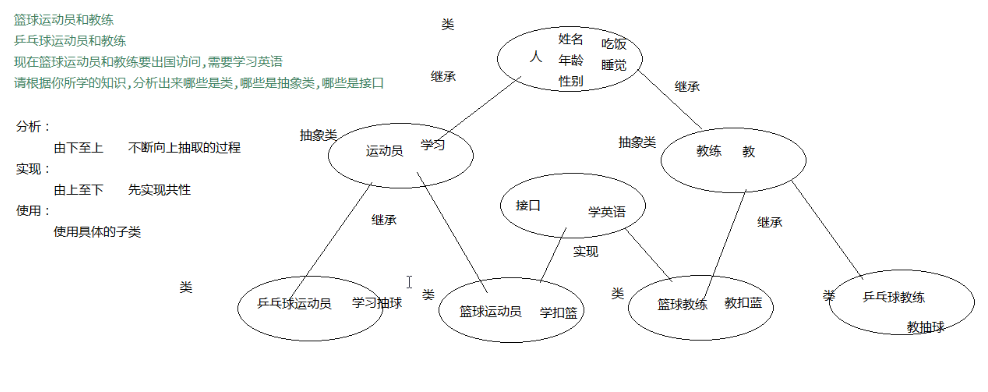 篮球运动员和教练
乒乓球运动员和教练
现在篮球运动员和教练要出国访问,需要学习英语
请根据你所学的知识,分析出来哪些是类,哪些是抽象类,哪些是接口
分析：
由下至上 不断向上抽取的过程
实现：
由上至下 先实现共性
使用：
使用具体的子类
类
人
姓名
年龄
性别
吃饭
睡觉
继承
继承
抽象类
运动员 学习
抽象类
教练 教
接口
学英语
继承
实现
继承
类
乒乓球运动员 学习抽球
类
篮球运动员 学扣篮
类
篮球教练 教扣篮
类
乒乓球教练
教抽球